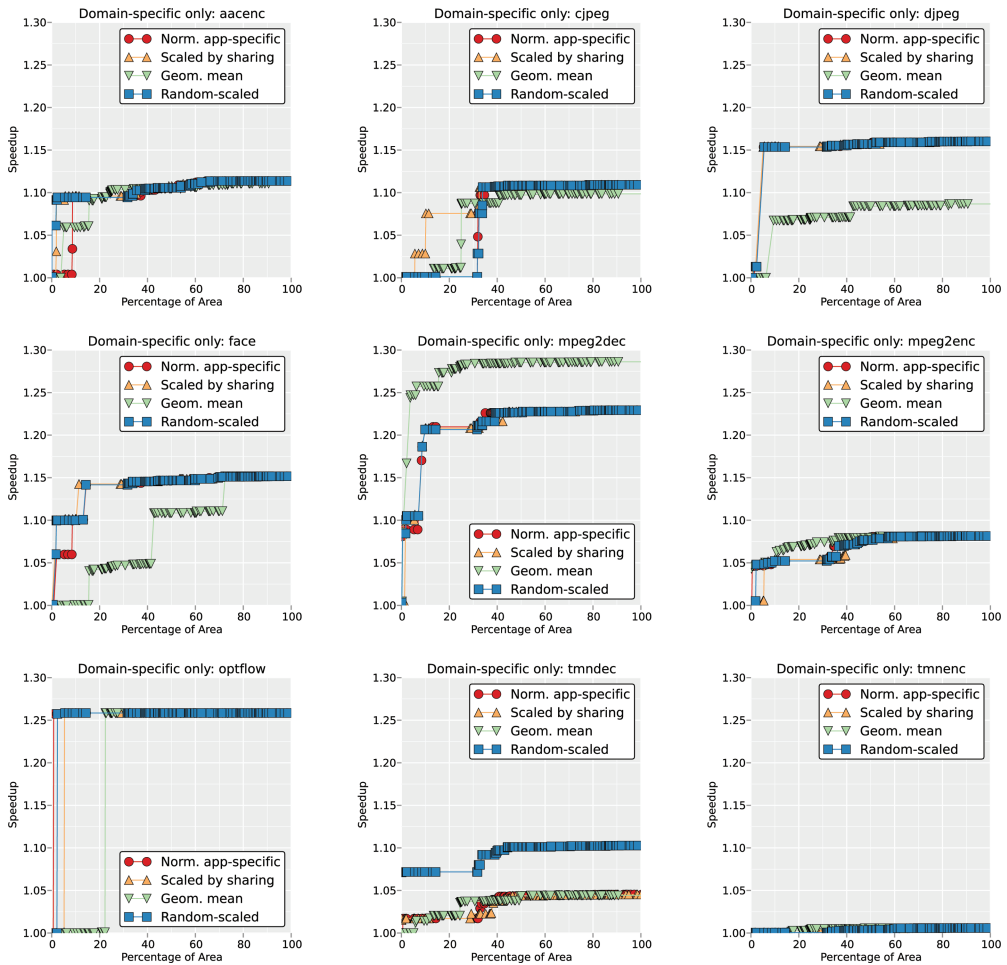 Domain-specific only: aacenc
1.30
1.25
1.20
1.15
1.10
1.05
1.00
Speedup
Norm. app-specific
Scaled by sharing
Geom. mean
Random-scaled
0 20 40 60 80 100
Percentage of Area
Domain-specific only: cjpeg
1.30
1.25
1.20
1.15
1.10
1.05
1.00
Speedup
Norm. app-specific
Scaled by sharing
Geom. mean
Random-scaled
0 20 40 60 80 100
Percentage of Area
Domain-specific only: djpeg
1.30
1.25
1.20
1.15
1.10
1.05
1.00
Speedup
Norm. app-specific
Scaled by sharing
Geom. mean
Random-scaled
0 20 40 60 80 100
Percentage of Area
Domain-specific only: face
1.30
1.25
1.20
1.15
1.10
1.05
1.00
Speedup
Norm. app-specific
Scaled by sharing
Geom. mean
Random-scaled
0 20 40 60 80 100
Percentage of Area
Domain-specific only: mpeg2dec
1.30
1.25
1.20
1.15
1.10
1.05
1.00
Speedup
Norm. app-specific
Scaled by sharing
Geom. mean
Random-scaled
0 20 40 60 80 100
Percentage of Area
Domain-specific only: mpeg2enc
1.30
1.25
1.20
1.15
1.10
1.05
1.00
Speedup
Norm. app-specific
Scaled by sharing
Geom. mean
Random-scaled
0 20 40 60 80 100
Percentage of Area
Domain-specific only: optflow
1.30
1.25
1.20
1.15
1.10
1.05
1.00
Speedup
Norm. app-specific
Scaled by sharing
Geom. mean
Random-scaled
0 20 40 60 80 100
Percentage of Area
Domain-specific only: tmndec
1.30
1.25
1.20
1.15
1.10
1.05
1.00
Speedup
Norm. app-specific
Scaled by sharing
Geom. mean
Random-scaled
0 20 40 60 80 100
Percentage of Area
Domain-specific only: tmnenc
1.30
1.25
1.20
1.15
1.10
1.05
1.00
Speedup
Norm. app-specific
Scaled by sharing
Geom. mean
Random-scaled
0 20 40 60 80 100
Percentage of Area